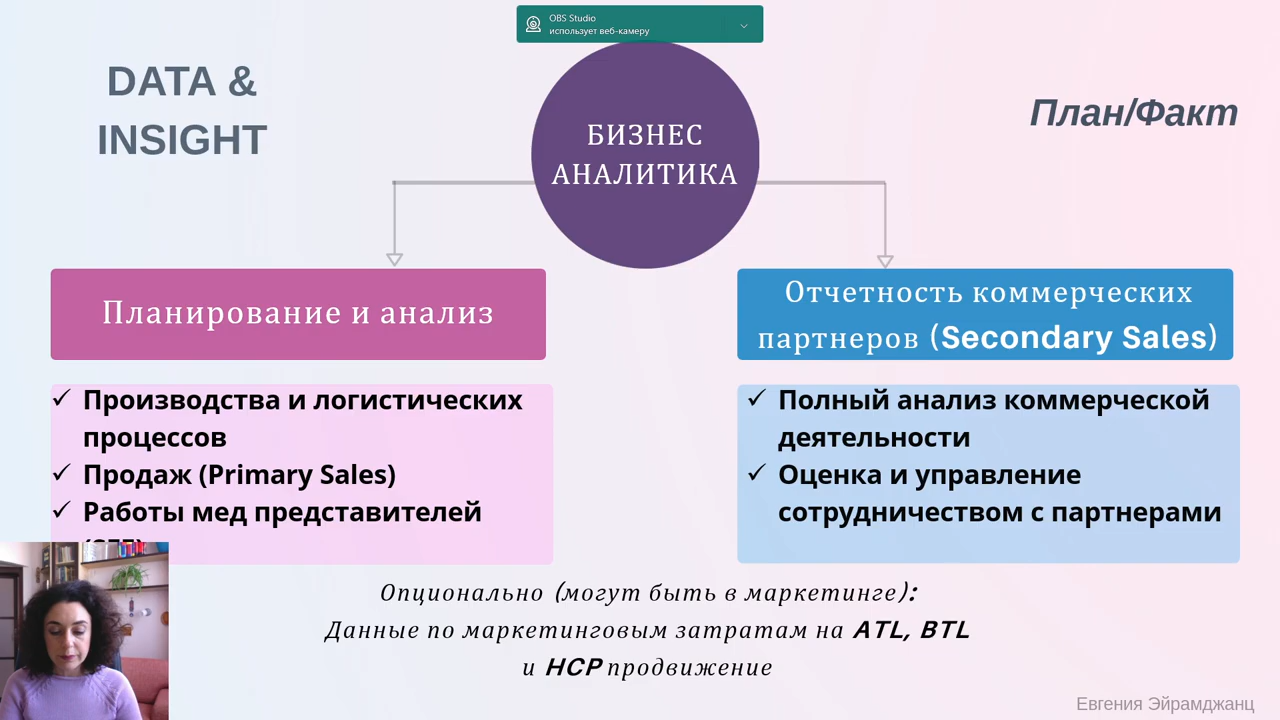 OBS Studio
использует веб-камеру
DATA &
INSIGHT
БИЗНЕС
АНАЛИТИКА
План/Факт
Планирование и анализ
Отчетность коммерческих
партнеров (Secondary Sales)
✓ Производства и логистических
процессов
✓ Продаж (Primary Sales)
✓ Работы мед представителей
✓ Полный анализ коммерческой
деятельности
✓ Оценка и управление
сотрудничеством с партнерами
Опционально (могут быть в маркетинге):
Данные по маркетинговым затратам на ATL, BTL
и HCP продвижение
Евгения Эйрамджанц